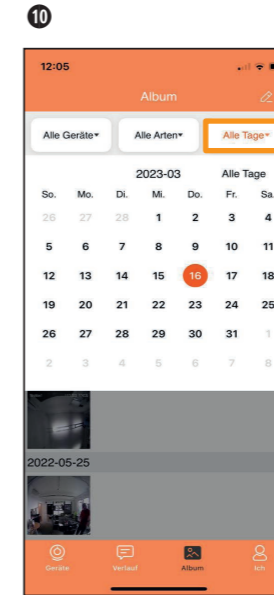 10
12:05
Album
Alle Geräte▾ Alle Arten▾ Alle Tage▾
2023-03 Alle Tage
So. Mo. Di. Mi. Do. Fr. Sa.
26 27 28 1 2 3 4
5 6 7 8 9 10 11
12 13 14 15 16 17 18
19 20 21 22 23 24 25
26 27 28 29 30 31 1
2 3 4 5 6 7 8
2022-05-25
Geräte Verlauf Album Ich